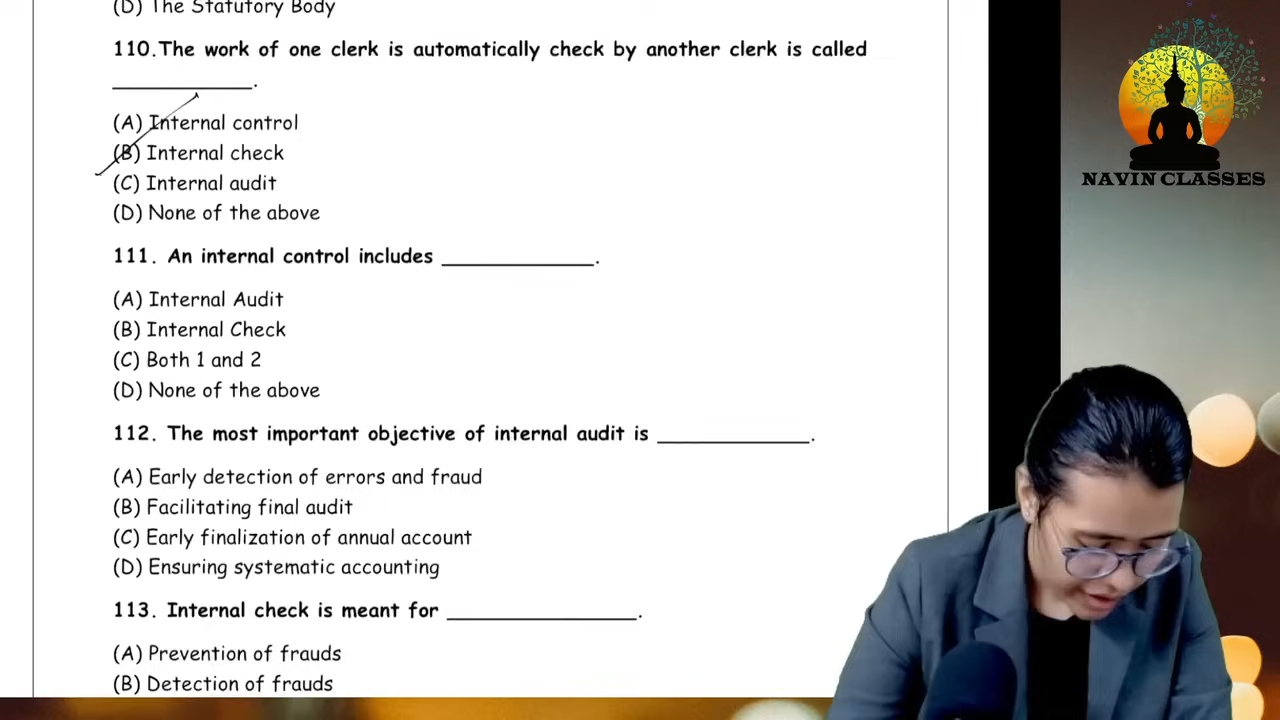 (D) The Statutory Body
110.The work of one clerk is automatically check by another clerk is called
____________.
(A) Internal control
(B) Internal check
(C) Internal audit
(D) None of the above
111. An internal control includes _____________.
(A) Internal Audit
(B) Internal Check
(C) Both 1 and 2
(D) None of the above
112. The most important objective of internal audit is _____________.
(A) Early detection of errors and fraud
(B) Facilitating final audit
(C) Early finalization of annual account
(D) Ensuring systematic accounting
113. Internal check is meant for ________________.
(A) Prevention of frauds
(B) Detection of frauds
NAVIN CLASSES